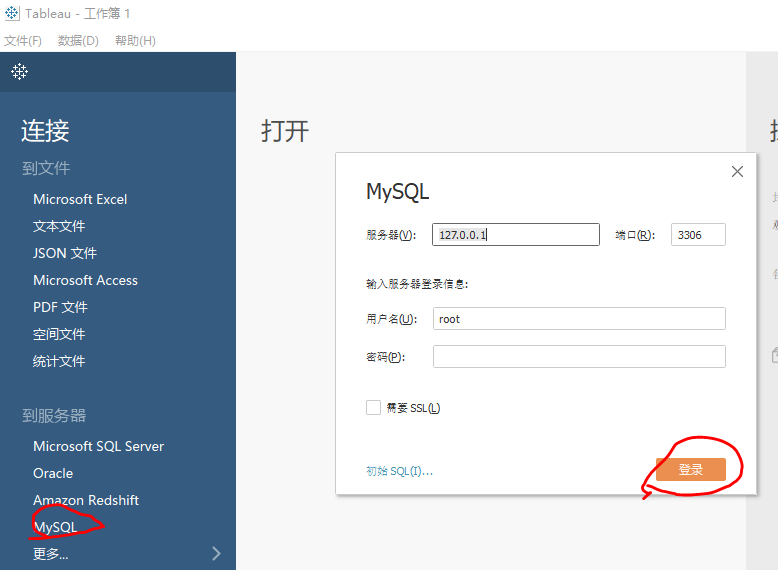 Tableau - 工作簿 1
文件(F) 数据(D) 帮助(H)
连接
到文件
Microsoft Excel
文本文件
JSON 文件
Microsoft Access
PDF 文件
空间文件
统计文件
到服务器
Microsoft SQL Server
Oracle
Amazon Redshift
MySQL
更多...
打开
MySQL
服务器(V): 127.0.0.1 端口(R): 3306
输入服务器登录信息:
用户名(U): root
密码(P):
需要 SSL(L)
初始 SQL(I)... 登录